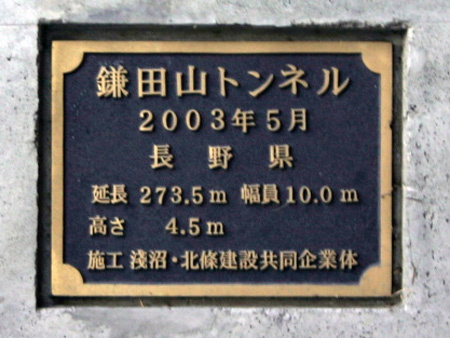 鎌田山トンネル
2003年5月
長野県
延長 273.5m 幅員 10.0m
高さ 4.5m
施工 淺沼・北條建設共同企業体